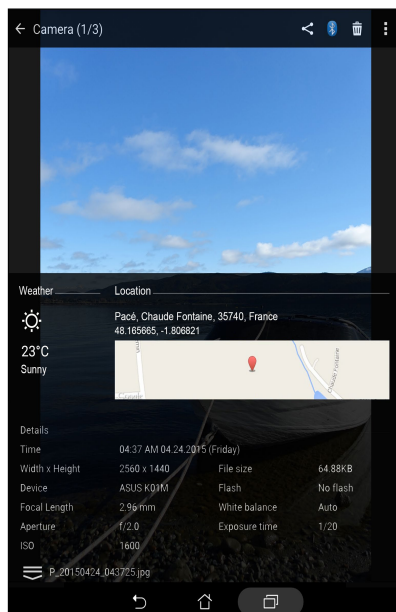 Camera (1/3)
Weather
Location
Pacé, Chaude Fontaine, 35740, France
48.165665, -1.806821
23°C
Sunny
Chaude Fontaine
Details
Time 04:37 AM 04.24.2015 (Friday)
Width x Height 2560 x 1440 File size 64.88KB
Device ASUS K01M Flash No flash
Focal Length 2.96 mm White balance Auto
Aperture f/2.0 Exposure time 1/20
ISO 1600
P_20150424_043725.jpg